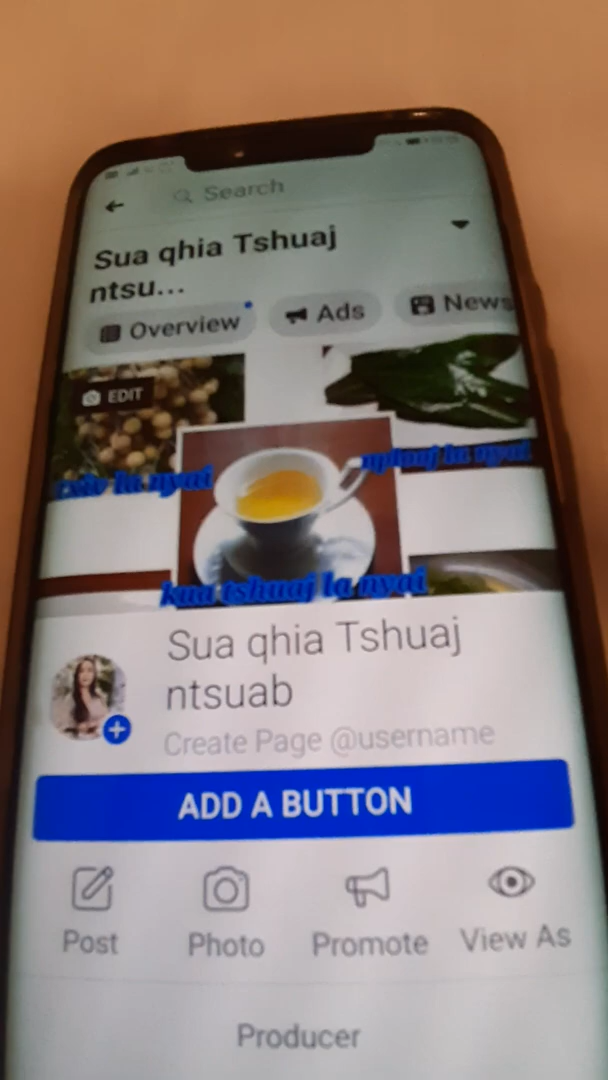 Search
Sua qhia Tshuaj
ntsu...
Overview
Ads
News
EDIT
txiv la nyai
nplooj la nyai
kua tshuaj la nyai
Sua qhia Tshuaj
ntsuab
Create Page @username
ADD A BUTTON
Post
Photo
Promote
View As
Producer